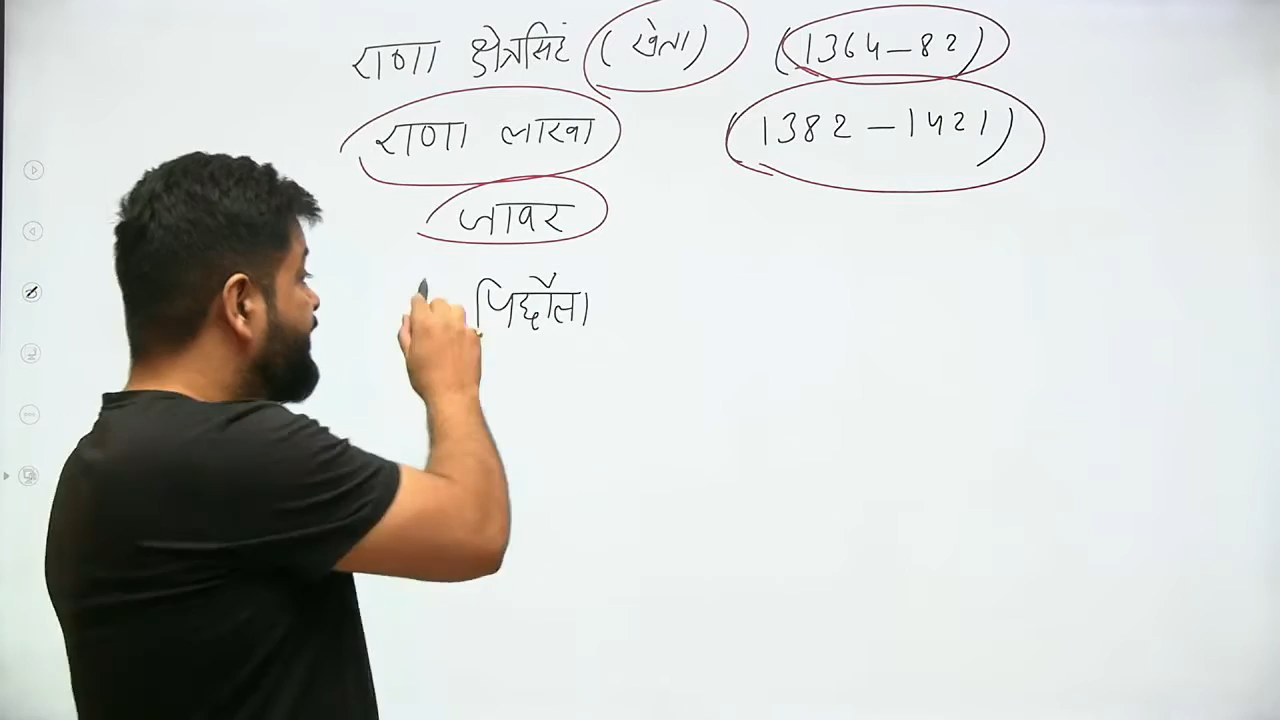 राणा क्षेत्रसिंह (खेता) (1364-82)
राणा लाखा 1382-1421)
जावर
पिछौला